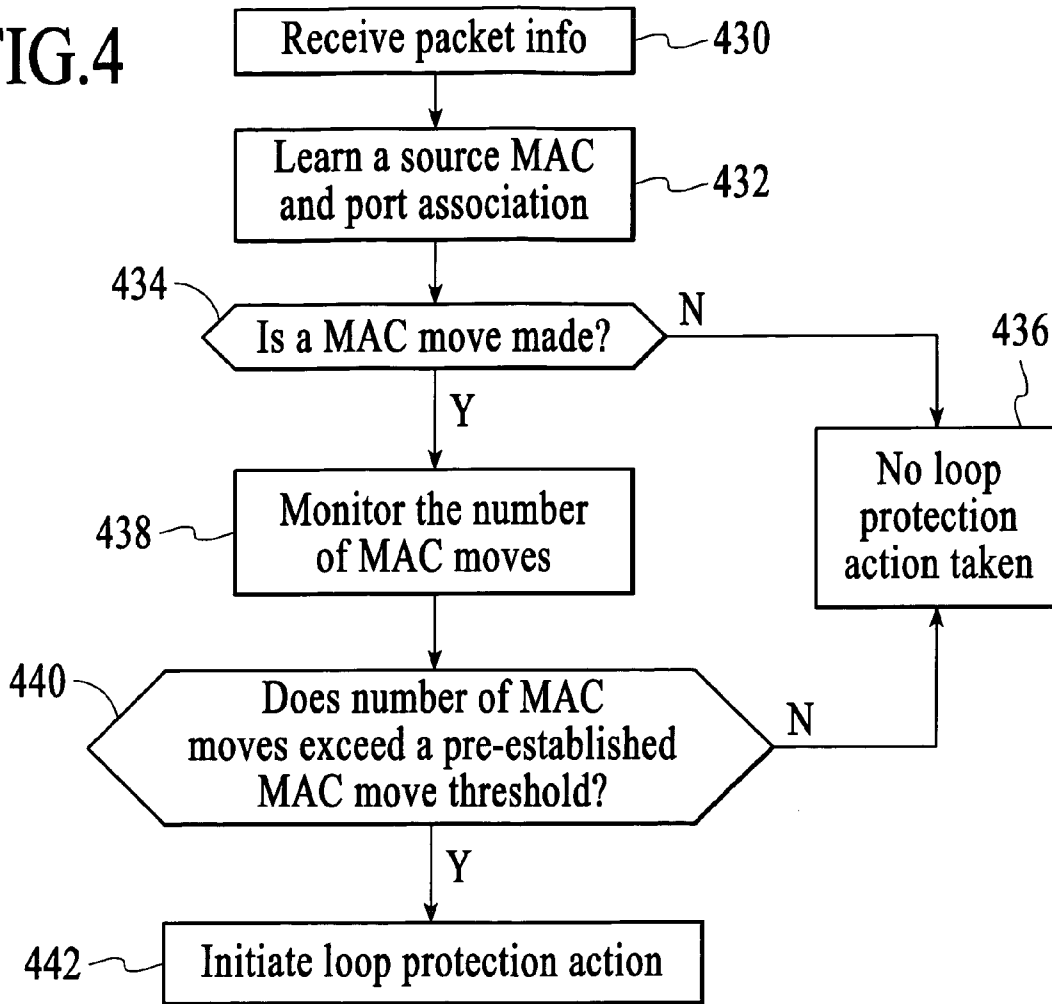 FIG.4
Receive packet info
430
Learn a source MAC
and port association
432
434
Is a MAC move made?
N
436
Y
No loop
protection
action taken
438
Monitor the number
of MAC moves
440
Does number of MAC
moves exceed a pre-established
MAC move threshold?
N
Y
442
Initiate loop protection action